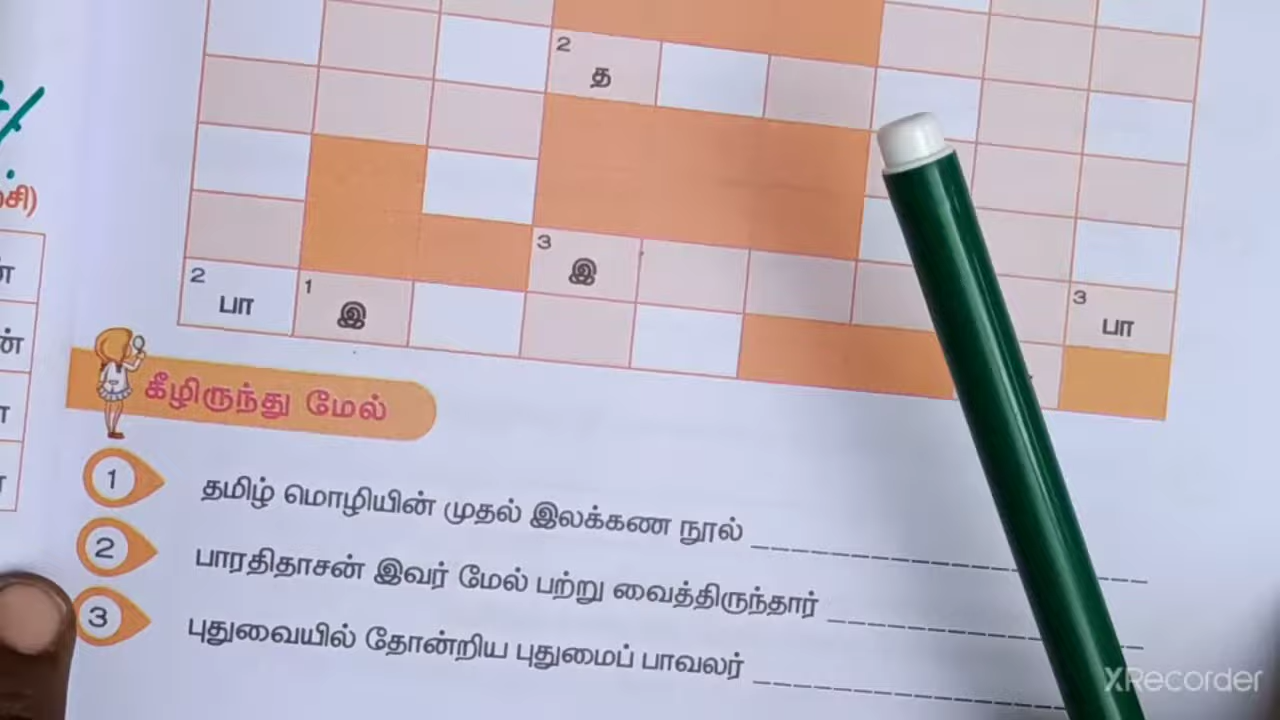 2
த
சி)
3
இ
2
பா
1
இ
3
பா
கீழிருந்து மேல்
1 தமிழ் மொழியின் முதல் இலக்கண நூல்
2 பாரதிதாசன் இவர் மேல் பற்று வைத்திருந்தார்
3 புதுவையில் தோன்றிய புதுமைப் பாவலர்
XRecorder